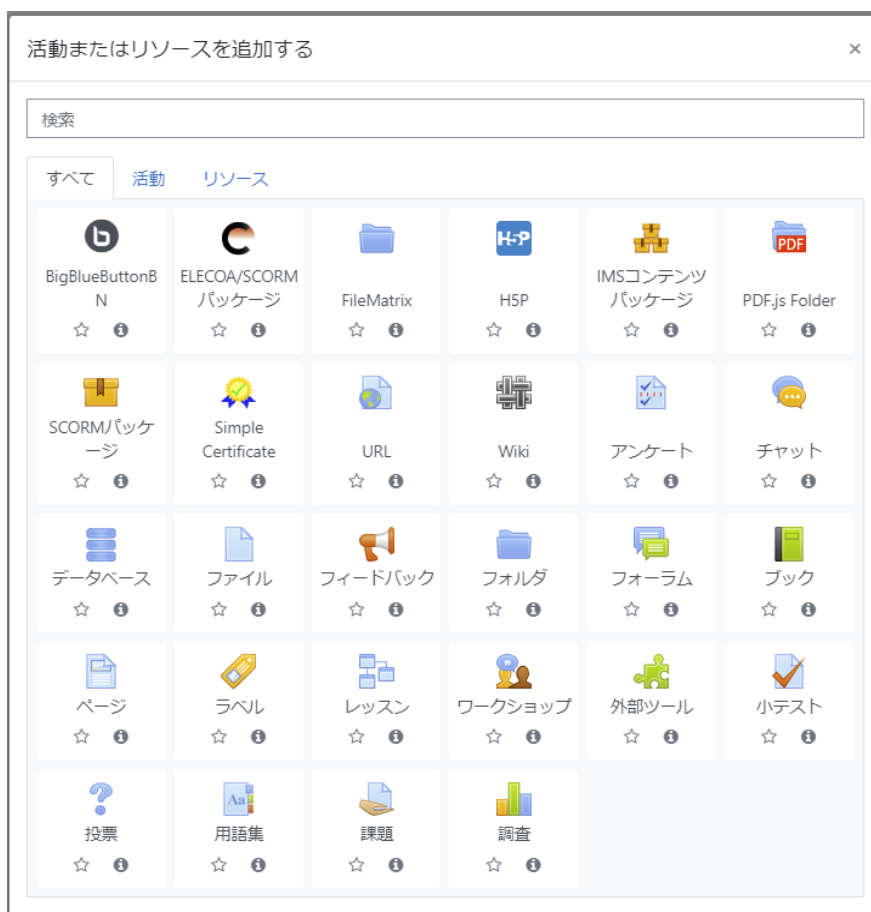 活動またはリソースを追加する
×
検索
すべて 活動 リソース
BigBlueButtonB
N
ELECOA/SCORM
パッケージ
FileMatrix
H5P
H5P
IMSコンテンツ
パッケージ
PDF
PDF.js Folder
SCORMパッケ
ージ
Simple
Certificate
URL
Wiki
アンケート
チャット
データベース
ファイル
フィードバック
フォルダ
フォーラム
ブック
ページ
ラベル
レッスン
ワークショップ
外部ツール
小テスト
投票
Aa
用語集
課題
調査